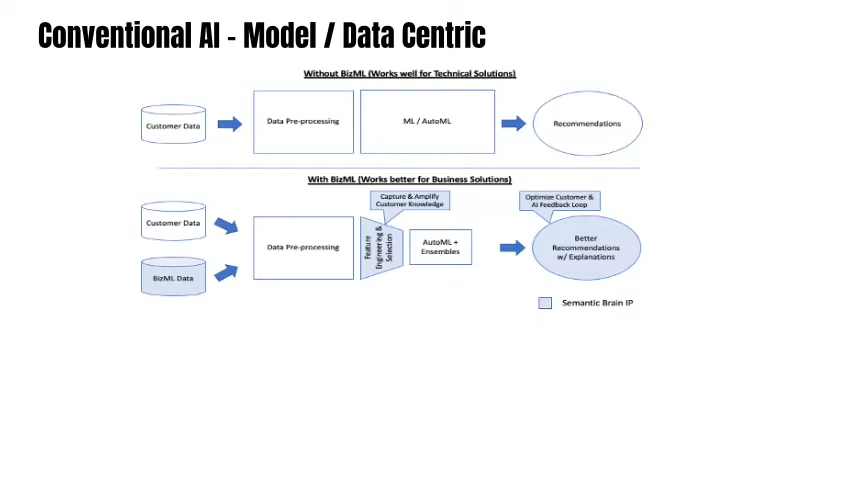 Conventional AI - Model / Data Centric
Without BizML (Works well for Technical Solutions)
Customer Data
Data Pre-processing
ML / AutoML
Recommendations
With BizML (Works better for Business Solutions)
Capture & Amplify
Customer Knowledge
Optimize Customer &
AI Feedback Loop
Customer Data
BizML Data
Data Pre-processing
Feature
Engineering &
Selection
AutoML +
Ensembles
Better
Recommendations
w/ Explanations
Semantic Brain IP